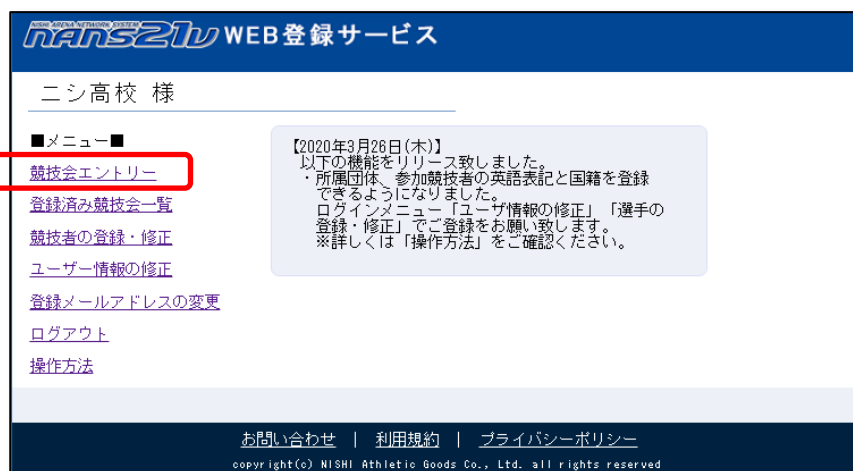 NISHI ARENA NETWORK SYSTEM
NANS21V WEB登録サービス
ニシ高校 様
■メニュー■
競技会エントリー
登録済み競技会一覧
競技者の登録・修正
ユーザー情報の修正
登録メールアドレスの変更
ログアウト
操作方法
【2020年3月26日(木)】
以下の機能をリリース致しました。
・所属団体、参加競技者の英語表記と国籍を登録
できるようになりました。
ログインメニュー「ユーザ情報の修正」「選手の
登録・修正」でご登録をお願い致します。
※詳しくは「操作方法」をご確認ください。
お問い合わせ | 利用規約 | プライバシーポリシー
copyright(c) NISHI Athletic Goods Co., Ltd. all rights reserved